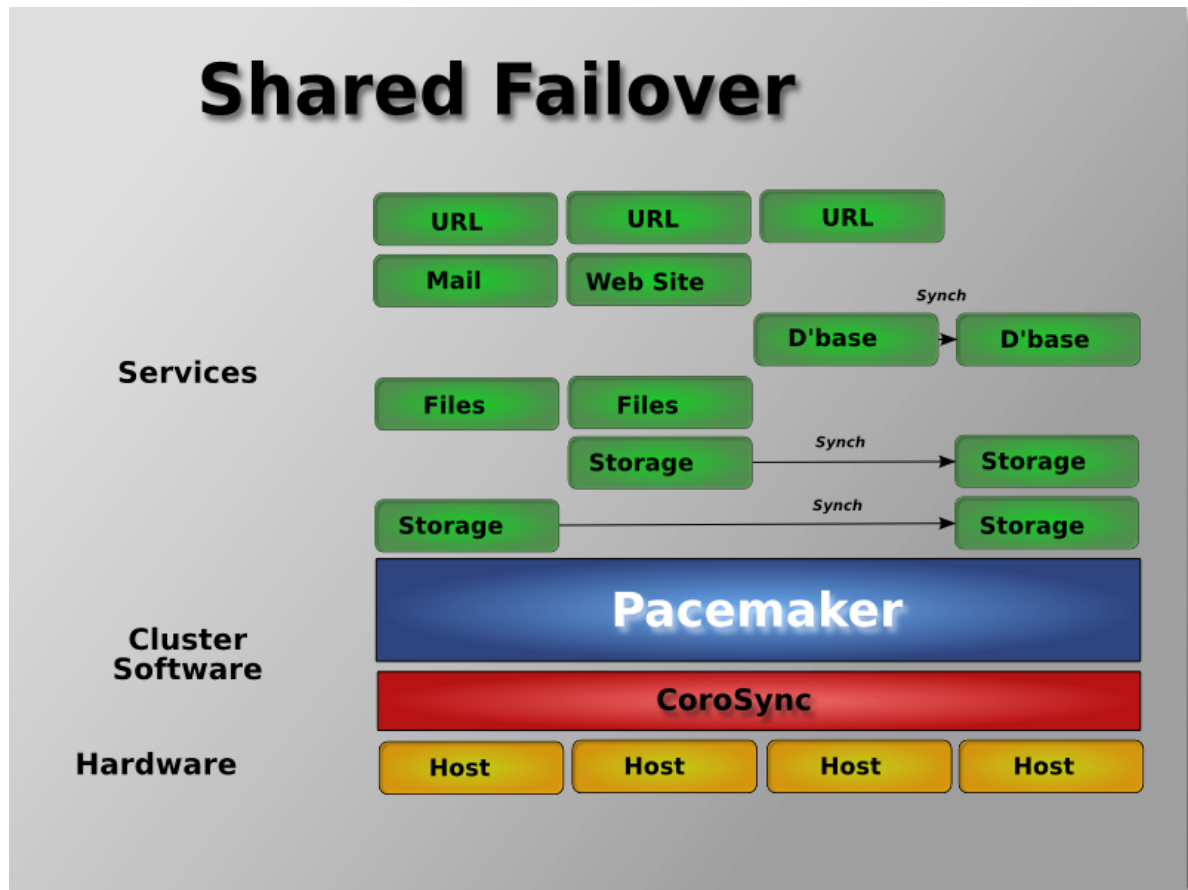 Shared Failover
URL URL URL
Mail Web Site
Synch
D'base D'base
Services
Files Files
Synch
Storage Storage
Synch
Storage Storage
Pacemaker
Cluster
Software
CoroSync
Hardware Host Host Host Host